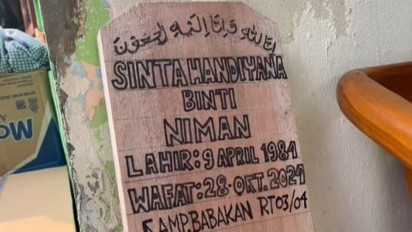 إنا لله وإنا إليه راجعون
SINTA HANDIYANA
BINTI
NIMAN
LAHIR: 9 APRIL 1984
WAFAT: 28-OKT. 2024
KAMP. BABAKAN RT03/04